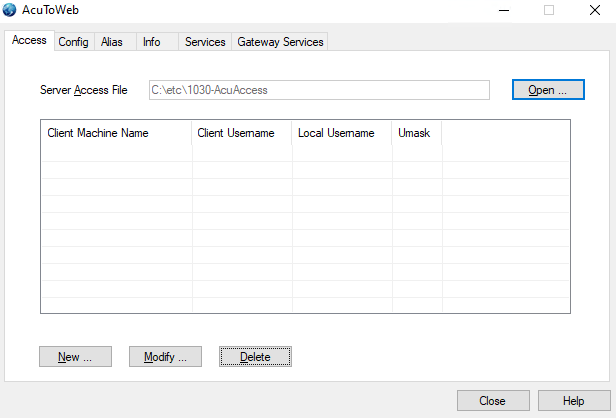 AcuToWeb
Access Config Alias Info Services Gateway Services
Server Access File C:\etc\1030-AcuAccess Open ...
Client Machine Name Client Username Local Username Umask
New ... Modify ... Delete
Close Help